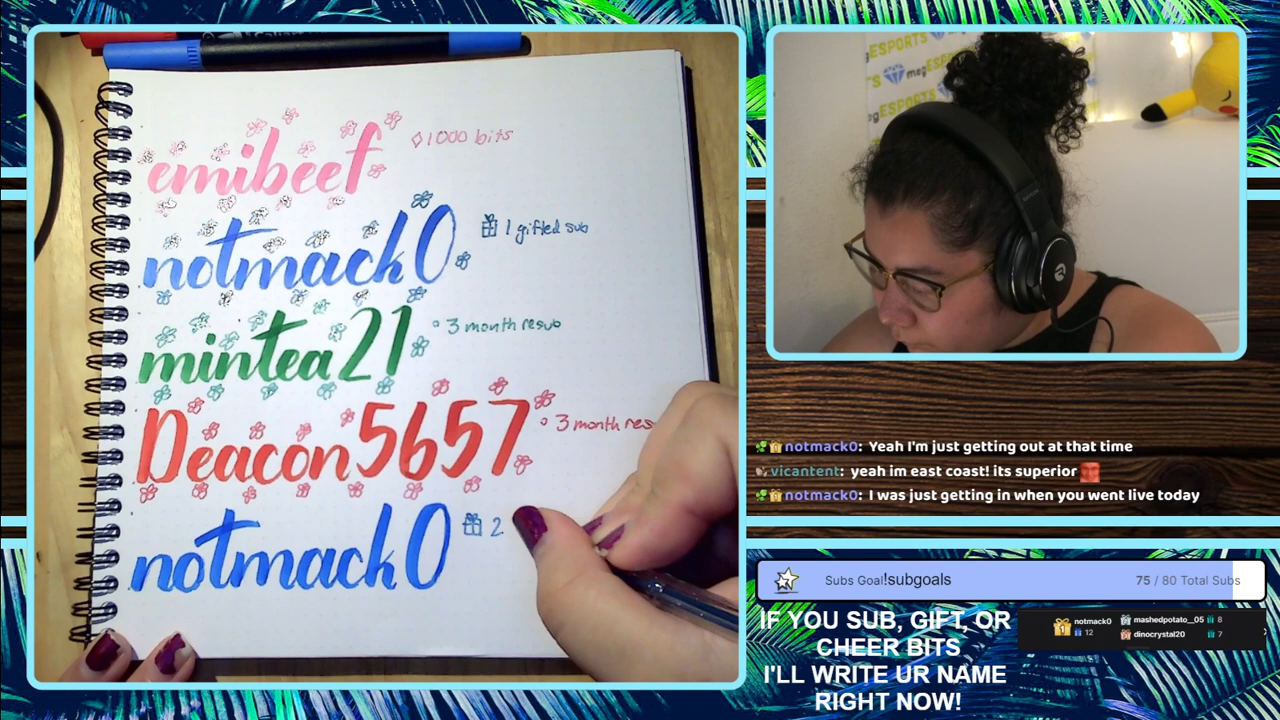 emibeef ◊1000 bits
notmack0 1 gifted sub
mintea21 ° 3 month resub
Deacon5657 ° 3 month res
notmack0 2
ESPORTS
megESPORTS
notmack0: Yeah I'm just getting out at that time
vicantent: yeah im east coast! its superior
notmack0: I was just getting in when you went live today
Subs Goal!subgoals 75 / 80 Total Subs
IF YOU SUB, GIFT, OR
CHEER BITS
I'LL WRITE UR NAME
RIGHT NOW!
notmack0 12
mashedpotato__05 8
dinocrystal20 7